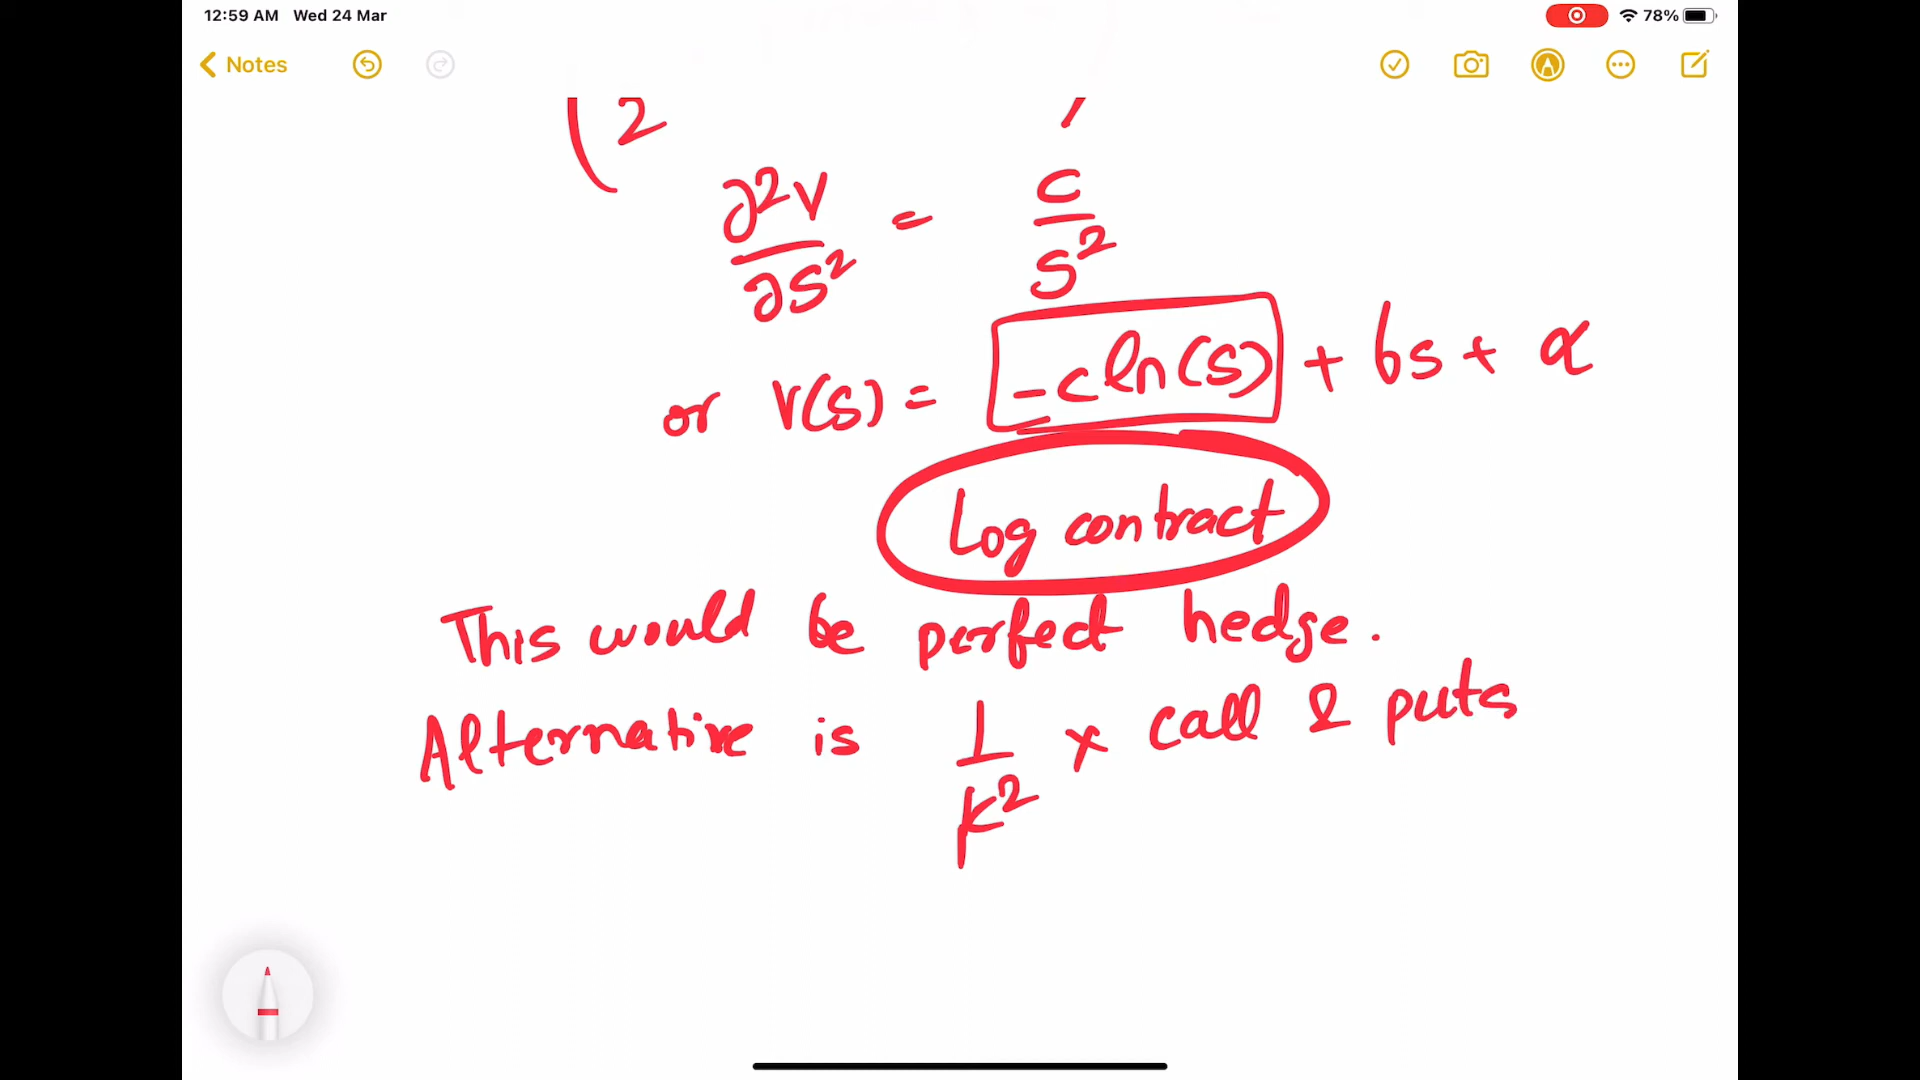 12:59 AM Wed 24 Mar 78%
Notes
( 2 /
∂²V/∂S² = C/S²
or V(S) = -c ln(S) + bs + α
Log contract
This would be perfect hedge.
Alternative is 1/K² x call & puts